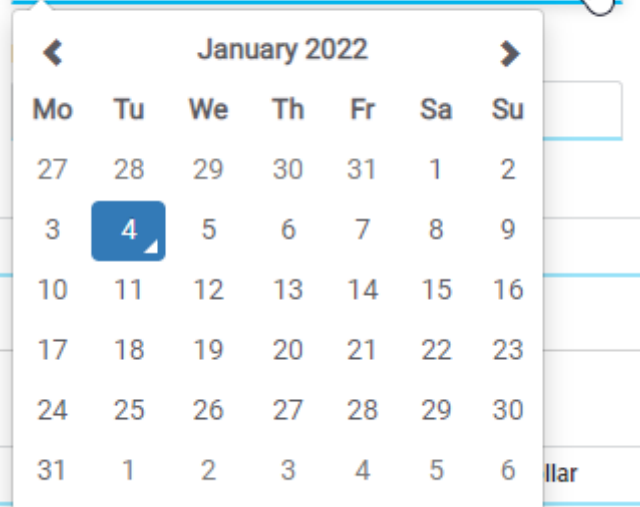 January 2022
Mo Tu We Th Fr Sa Su
27 28 29 30 31 1 2
3 4 5 6 7 8 9
10 11 12 13 14 15 16
17 18 19 20 21 22 23
24 25 26 27 28 29 30
31 1 2 3 4 5 6
llar